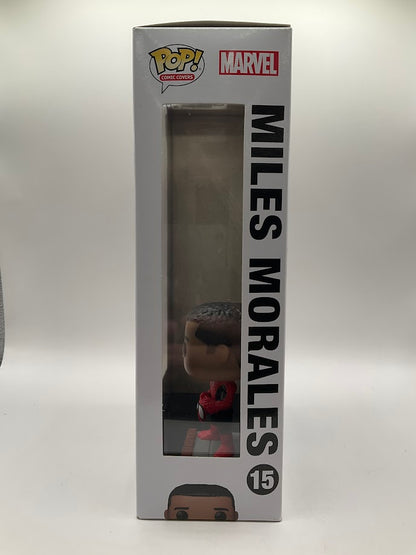 POP!
COMIC COVERS
MARVEL
MILES MORALES
15